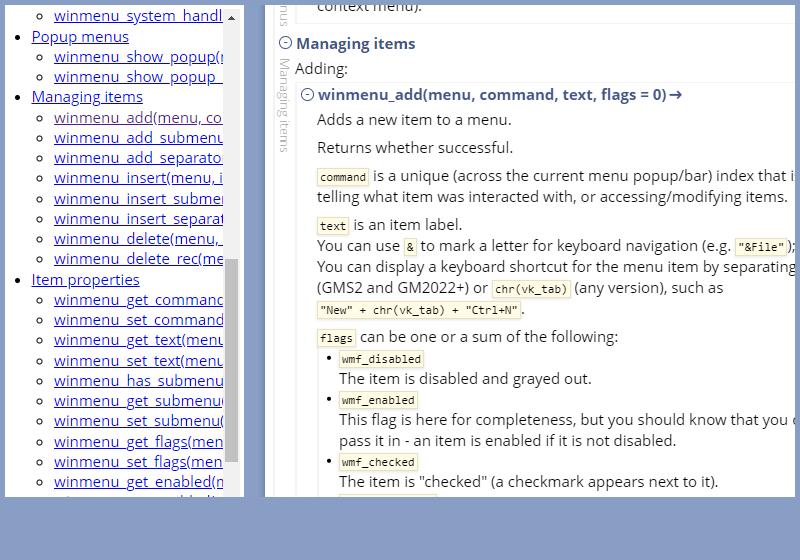 winmenu_system_handl
Popup menus
winmenu_show_popup(
winmenu_show_popup_
Managing items
winmenu_add(menu, co
winmenu_add_submenu
winmenu_add_separato
winmenu_insert(menu, i
winmenu_insert_subme
winmenu_insert_separat
winmenu_delete(menu,
winmenu_delete_rec(me
Item properties
winmenu_get_command
winmenu_set_command
winmenu_get_text(menu
winmenu_set_text(menu
winmenu_has_submenu
winmenu_get_submenu(
winmenu_set_submenu(
winmenu_get_flags(men
winmenu_set_flags(men
winmenu_get_enabled(m
context menu).
Managing items
Managing items
Adding:
winmenu_add(menu, command, text, flags = 0)→
Adds a new item to a menu.
Returns whether successful.
command is a unique (across the current menu popup/bar) index that i
telling what item was interacted with, or accessing/modifying items.
text is an item label.
You can use & to mark a letter for keyboard navigation (e.g. "&File");
You can display a keyboard shortcut for the menu item by separating
(GMS2 and GM2022+) or chr(vk_tab) (any version), such as
"New" + chr(vk_tab) + "Ctrl+N".
flags can be one or a sum of the following:
wmf_disabled
The item is disabled and grayed out.
wmf_enabled
This flag is here for completeness, but you should know that you
pass it in - an item is enabled if it is not disabled.
wmf_checked
The item is "checked" (a checkmark appears next to it).